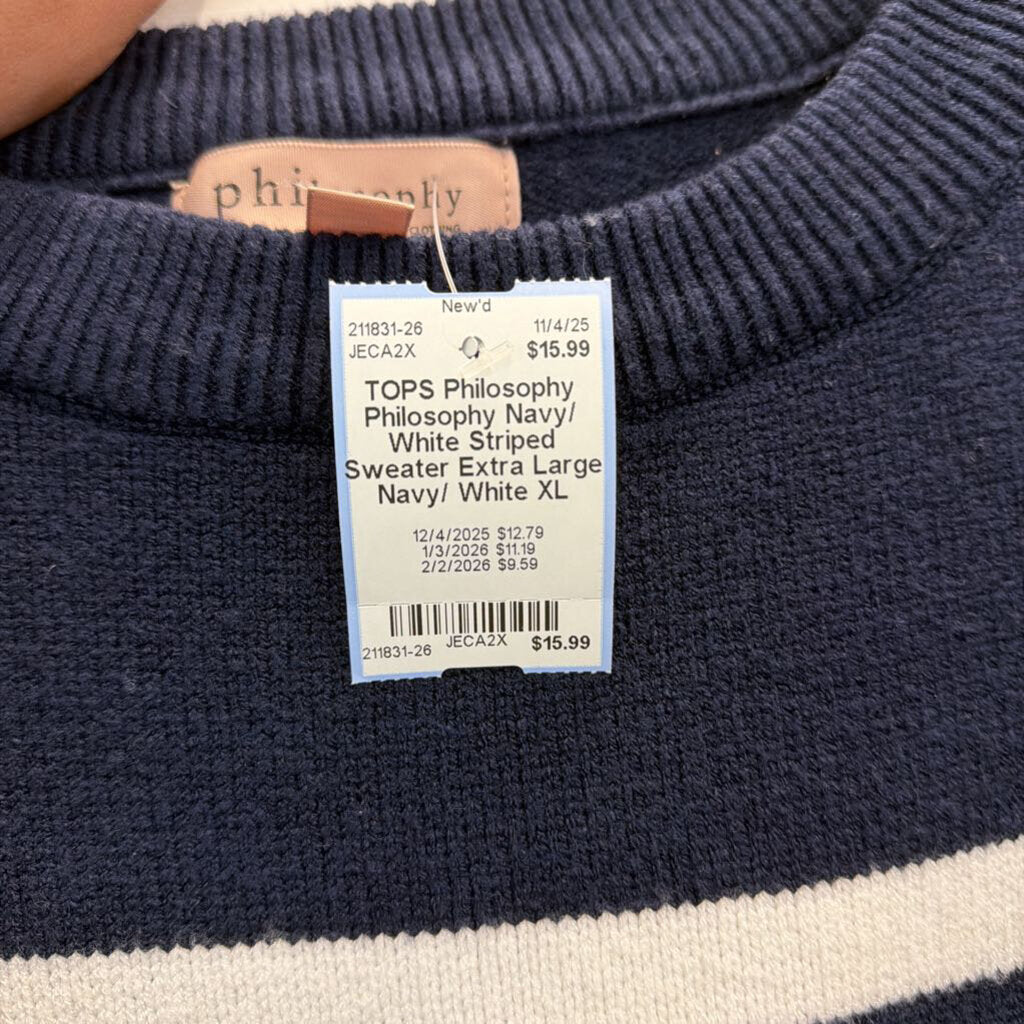 philosophy
CLOTHING
New'd
211831-26 11/4/25
JECA2X $15.99
TOPS Philosophy
Philosophy Navy/
White Striped
Sweater Extra Large
Navy/ White XL
12/4/2025 $12.79
1/3/2026 $11.19
2/2/2026 $9.59
211831-26 JECA2X $15.99